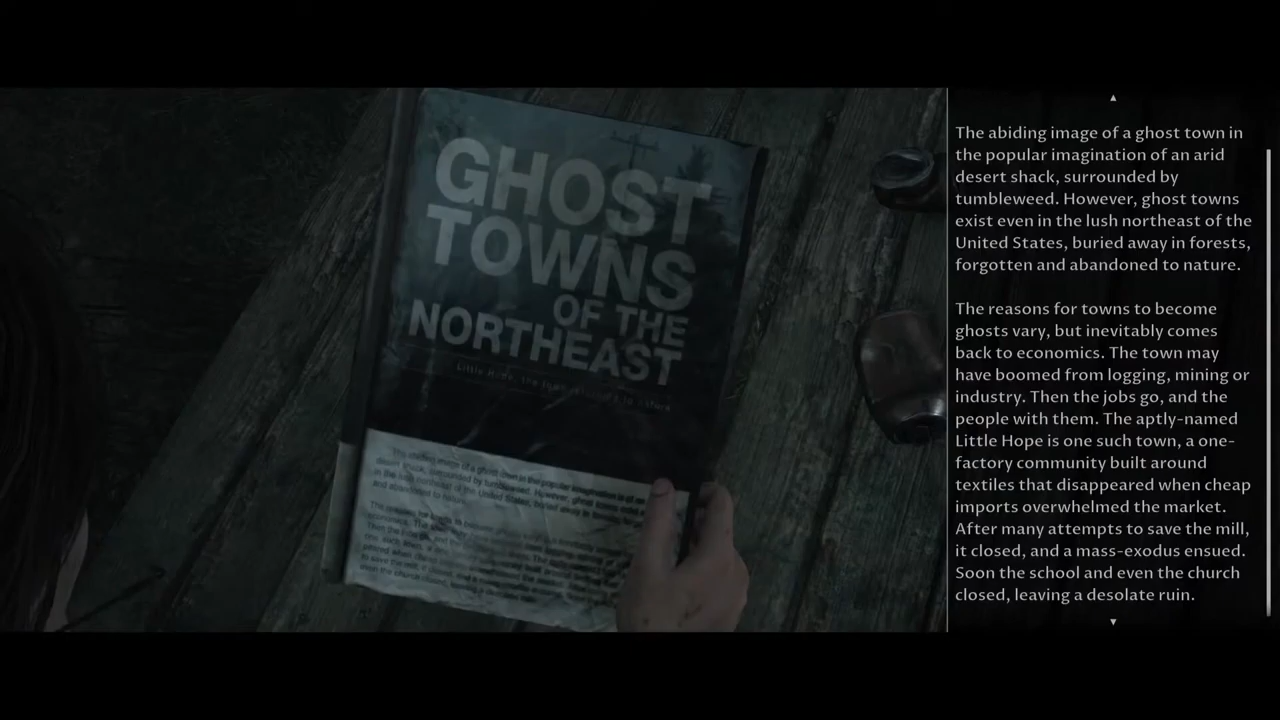 GHOST
TOWNS
OF THE
NORTHEAST
The abiding image of a ghost town in
the popular imagination of an arid
desert shack, surrounded by
tumbleweed. However, ghost towns
exist even in the lush northeast of the
United States, buried away in forests,
forgotten and abandoned to nature.
The reasons for towns to become
ghosts vary, but inevitably comes
back to economics. The town may
have boomed from logging, mining or
industry. Then the jobs go, and the
people with them. The aptly-named
Little Hope is one such town, a one-
factory community built around
textiles that disappeared when cheap
imports overwhelmed the market.
After many attempts to save the mill,
it closed, and a mass-exodus ensued.
Soon the school and even the church
closed, leaving a desolate ruin.